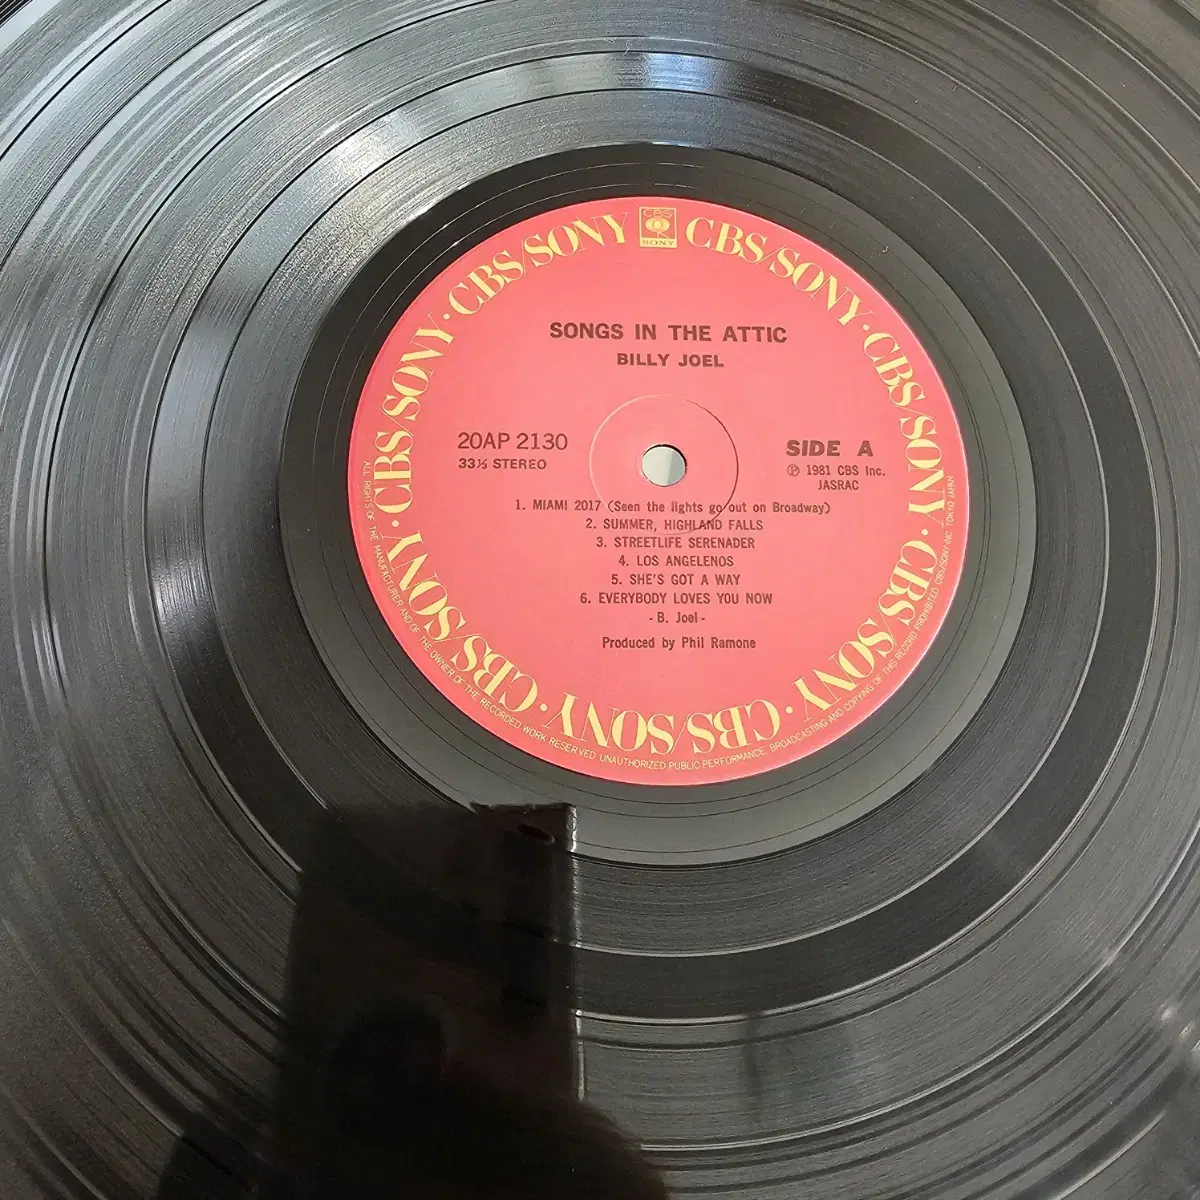 CBS/SONY · CBS/SONY · CBS/SONY · CBS/SONY · CBS/SONY · CBS/SONY · CBS/SONY · CBS/SONY · CBS/SONY
CBS
SONY
SONGS IN THE ATTIC
BILLY JOEL
20AP 2130
33⅓ STEREO
SIDE A
Ⓟ 1981 CBS Inc.
JASRAC
1. MIAMI 2017 (Seen the lights go out on Broadway)
2. SUMMER, HIGHLAND FALLS
3. STREETLIFE SERENADER
4. LOS ANGELENOS
5. SHE'S GOT A WAY
6. EVERYBODY LOVES YOU NOW
- B. Joel -
Produced by Phil Ramone
ALL RIGHTS OF THE MANUFACTURER AND OF THE OWNER OF THE RECORDED WORK RESERVED. UNAUTHORIZED PUBLIC PERFORMANCE, BROADCASTING AND COPYING OF THIS RECORD PROHIBITED. CBS/SONY INC. TOKYO JAPAN